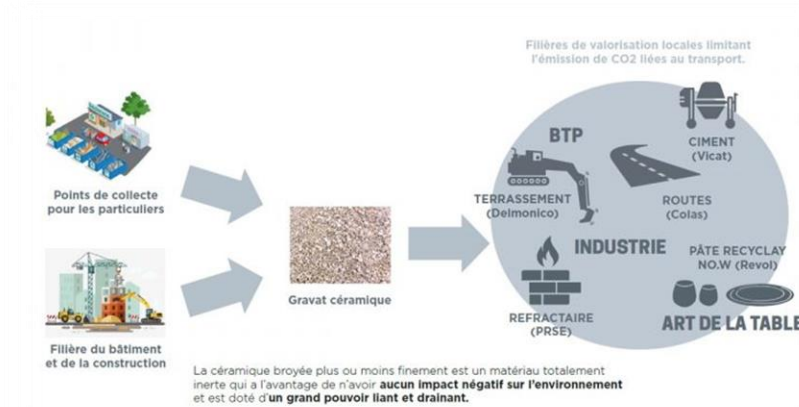 Filières de valorisation locales limitant
l'émission de CO2 liées au transport.
Points de collecte
pour les particuliers
Filière du bâtiment
et de la construction
Gravat céramique
BTP
CIMENT
(Vicat)
TERRASSEMENT
(Delmonico)
ROUTES
(Colas)
INDUSTRIE
PÂTE RECYCLAY
NO.W (Revol)
REFRACTAIRE
(PRSE)
ART DE LA TABLE
La céramique broyée plus ou moins finement est un matériau totalement
inerte qui a l'avantage de n'avoir aucun impact négatif sur l'environnement
et est doté d'un grand pouvoir liant et drainant.